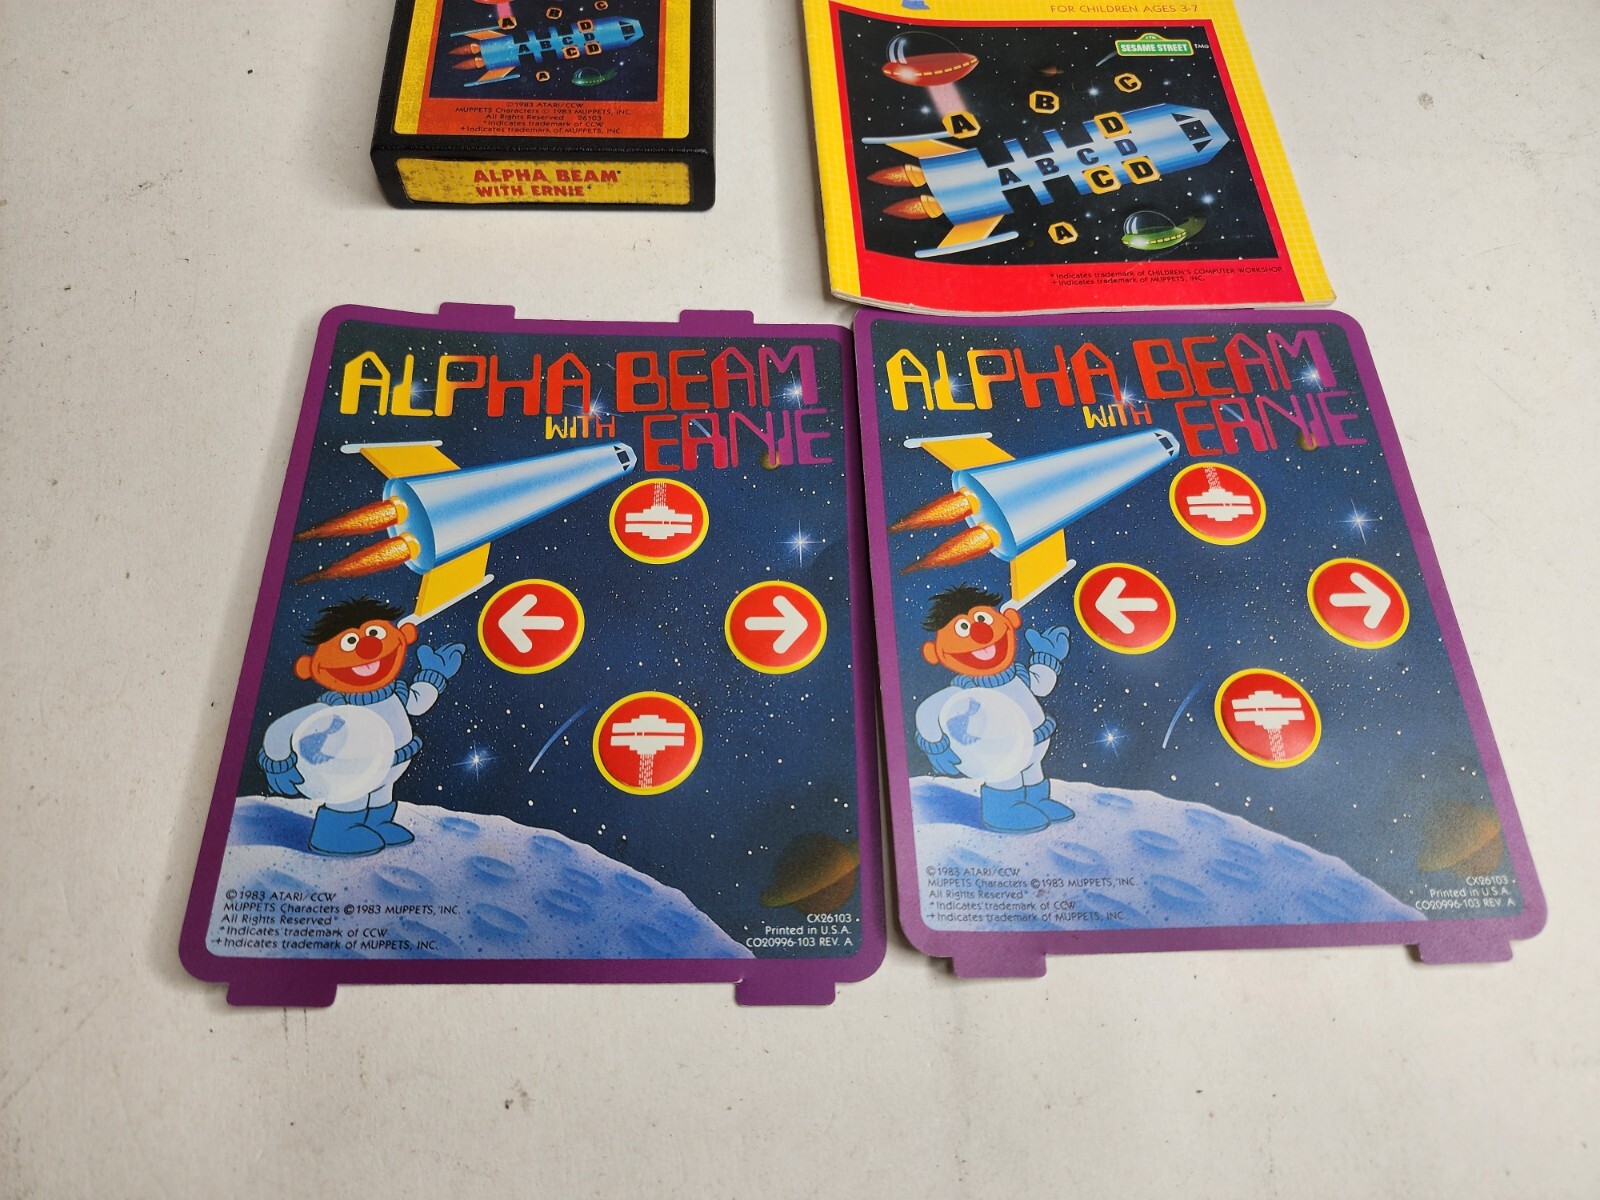 A B C
D
A B C D
C D
A
©1983 ATARI/CCW
MUPPETS Characters © 1983 MUPPETS, INC.
All Rights Reserved 26103
* Indicates trademark of CCW
+ Indicates trademark of MUPPETS, INC.
ALPHA BEAM*
WITH ERNIE+
FOR CHILDREN AGES 3-7
SESAME STREET
A B C
D
A B C D
C D
A
* Indicates trademark of CHILDREN'S COMPUTER WORKSHOP
+ Indicates trademark of MUPPETS, INC.
ALPHA BEAM
WITH ERNIE
©1983 ATARI/CCW
MUPPETS Characters ©1983 MUPPETS, INC.
All Rights Reserved
* Indicates trademark of CCW
+ Indicates trademark of MUPPETS, INC.
CX26103
Printed in U.S.A.
CO20996-103 REV. A
ALPHA BEAM
WITH ERNIE
©1983 ATARI/CCW
MUPPETS Characters ©1983 MUPPETS, INC.
All Rights Reserved
* Indicates trademark of CCW
+ Indicates trademark of MUPPETS, INC.
CX26103
Printed in U.S.A.
CO20996-103 REV. A